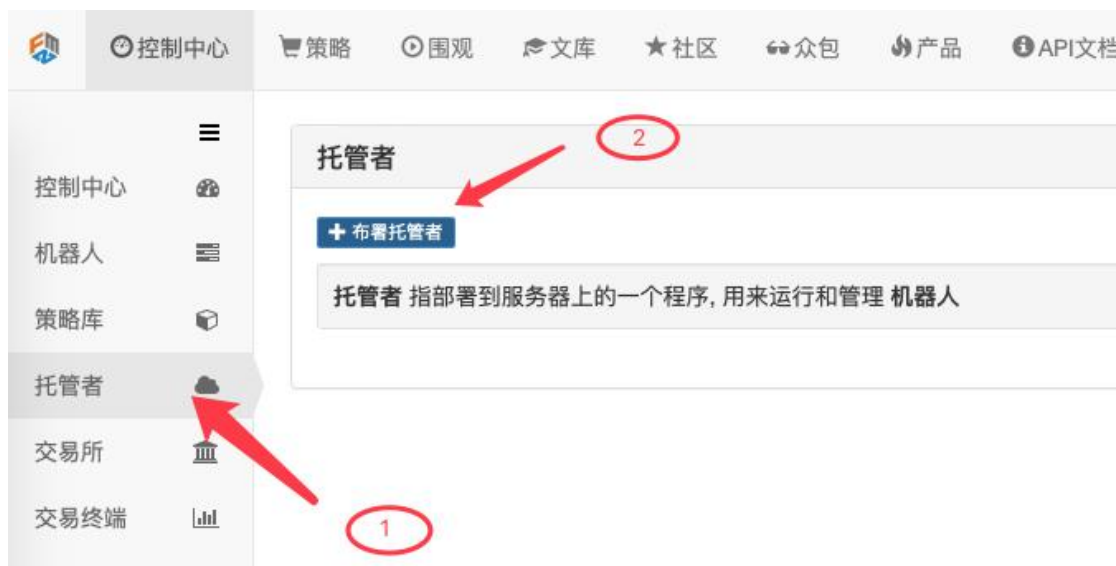 控制中心 策略 围观 文库 社区 众包 产品 API文档
控制中心
机器人
策略库
托管者
交易所
交易终端
托管者
2
+ 布署托管者
托管者 指部署到服务器上的一个程序, 用来运行和管理 机器人
1